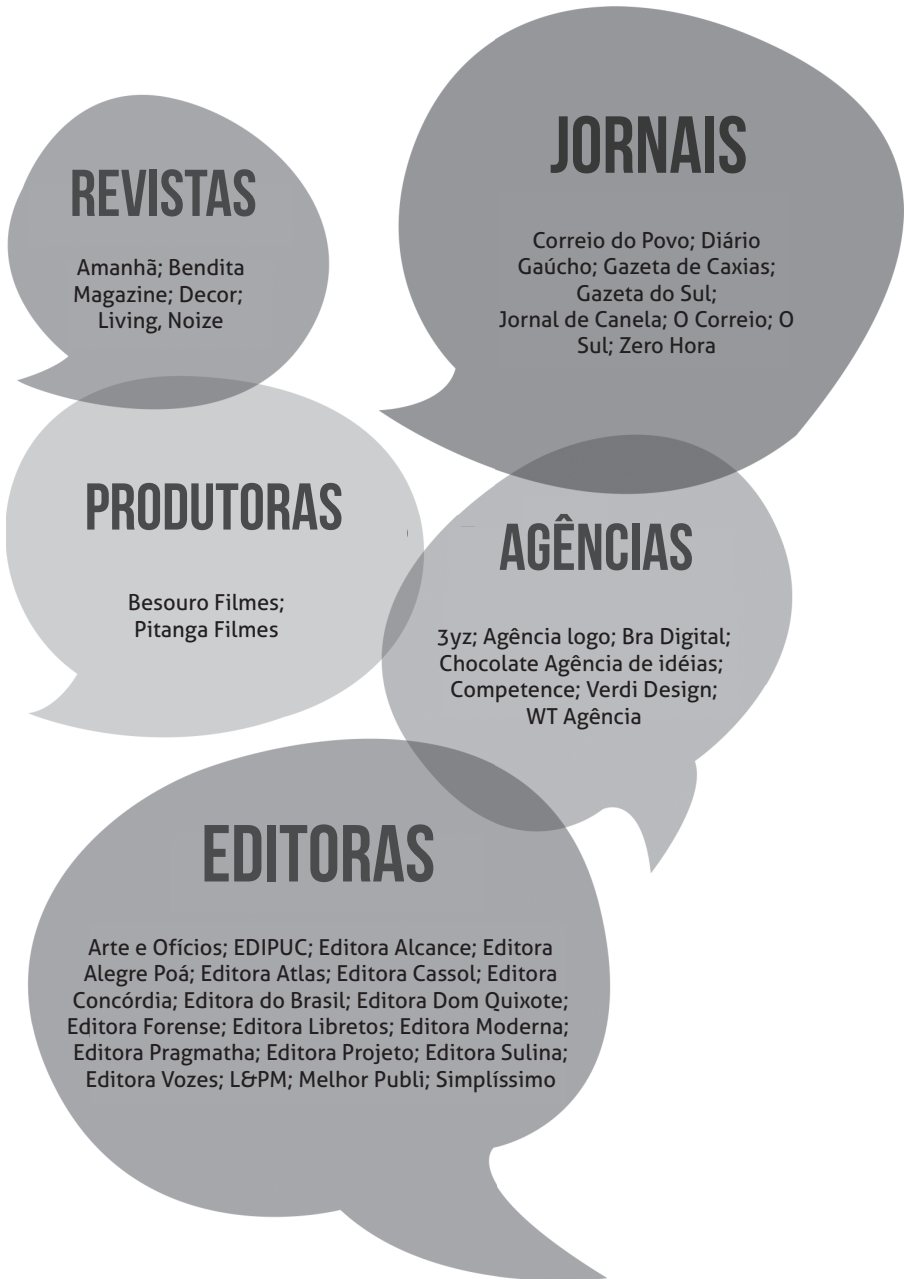 REVISTAS
Amanhã; Bendita
Magazine; Decor;
Living, Noize
JORNAIS
Correio do Povo; Diário
Gaúcho; Gazeta de Caxias;
Gazeta do Sul;
Jornal de Canela; O Correio; O
Sul; Zero Hora
PRODUTORAS
Besouro Filmes;
Pitanga Filmes
AGÊNCIAS
3yz; Agência logo; Bra Digital;
Chocolate Agência de idéias;
Competence; Verdi Design;
WT Agência
EDITORAS
Arte e Ofícios; EDIPUC; Editora Alcance; Editora
Alegre Poá; Editora Atlas; Editora Cassol; Editora
Concórdia; Editora do Brasil; Editora Dom Quixote;
Editora Forense; Editora Libretos; Editora Moderna;
Editora Pragmatha; Editora Projeto; Editora Sulina;
Editora Vozes; L&PM; Melhor Publi; Simplíssimo